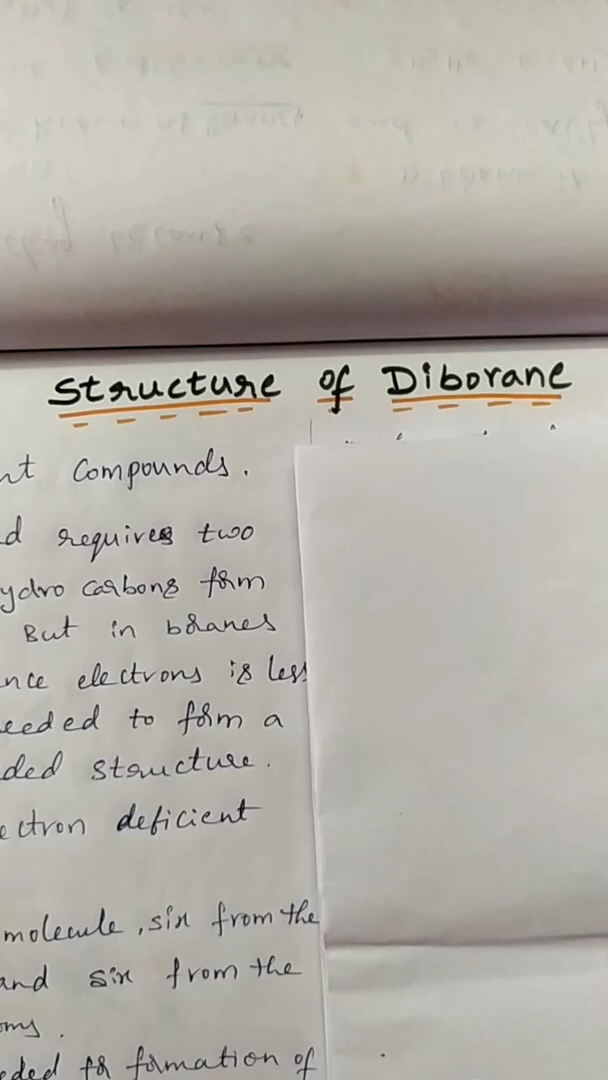 Structure of Diborane
nt compounds.
d requires two
ydro carbons form
But in boranes
nce electrons is less
eeded to form a
ded structure.
ectron deficient
molecule, six from the
and six from the
oms.
eded for formation of